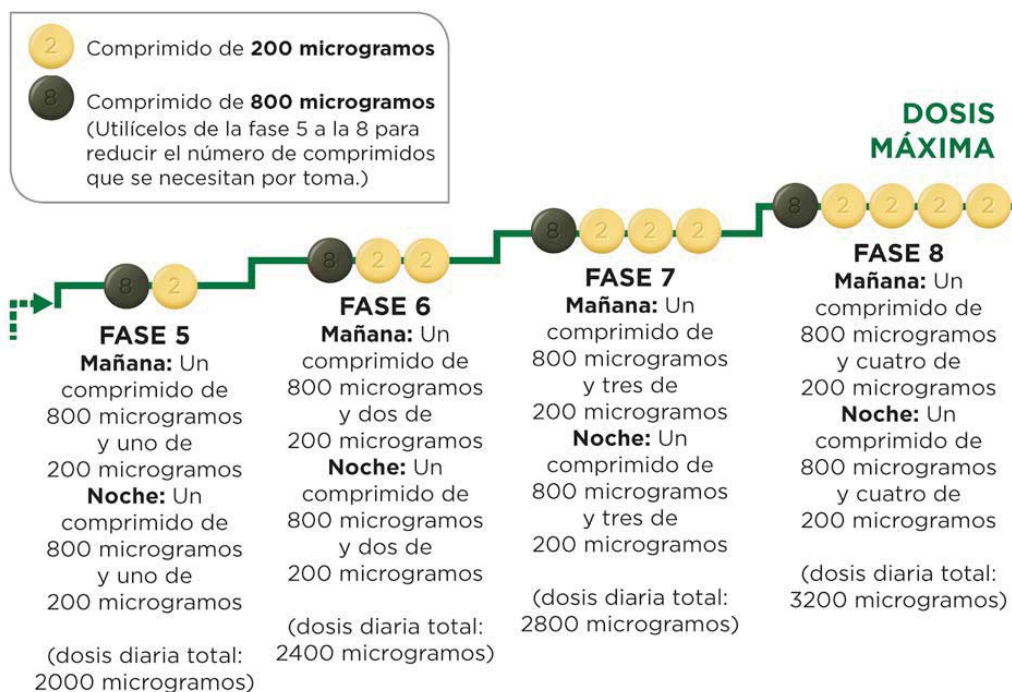 2 Comprimido de 200 microgramos
8 Comprimido de 800 microgramos
(Utilícelos de la fase 5 a la 8 para
reducir el número de comprimidos
que se necesitan por toma.)
DOSIS
MÁXIMA
8 2
FASE 5
Mañana: Un
comprimido de
800 microgramos
y uno de
200 microgramos
Noche: Un
comprimido de
800 microgramos
y uno de
200 microgramos
(dosis diaria total:
2000 microgramos)
8 2 2
FASE 6
Mañana: Un
comprimido de
800 microgramos
y dos de
200 microgramos
Noche: Un
comprimido de
800 microgramos
y dos de
200 microgramos
(dosis diaria total:
2400 microgramos)
8 2 2 2
FASE 7
Mañana: Un
comprimido de
800 microgramos
y tres de
200 microgramos
Noche: Un
comprimido de
800 microgramos
y tres de
200 microgramos
(dosis diaria total:
2800 microgramos)
8 2 2 2 2
FASE 8
Mañana: Un
comprimido de
800 microgramos
y cuatro de
200 microgramos
Noche: Un
comprimido de
800 microgramos
y cuatro de
200 microgramos
(dosis diaria total:
3200 microgramos)